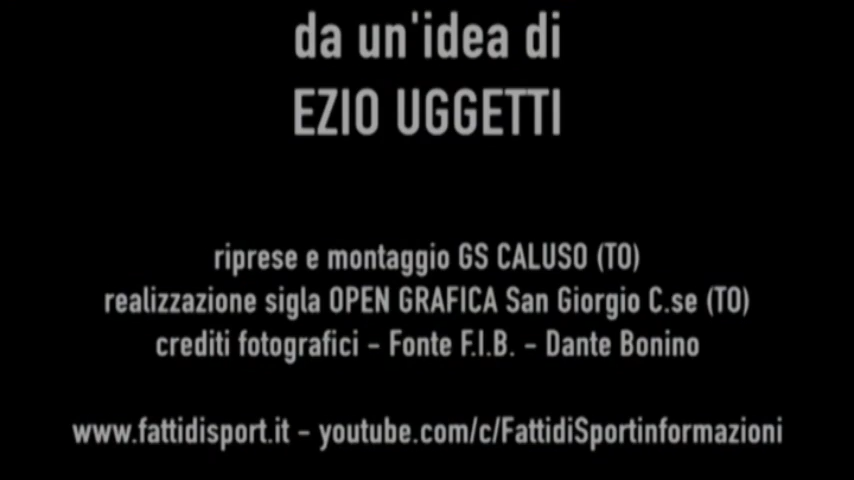 da un'idea di
EZIO UGGETTI
riprese e montaggio GS CALUSO (TO)
realizzazione sigla OPEN GRAFICA San Giorgio C.se (TO)
crediti fotografici - Fonte F.I.B. - Dante Bonino
www.fattidisport.it - youtube.com/c/FattidiSportinformazioni